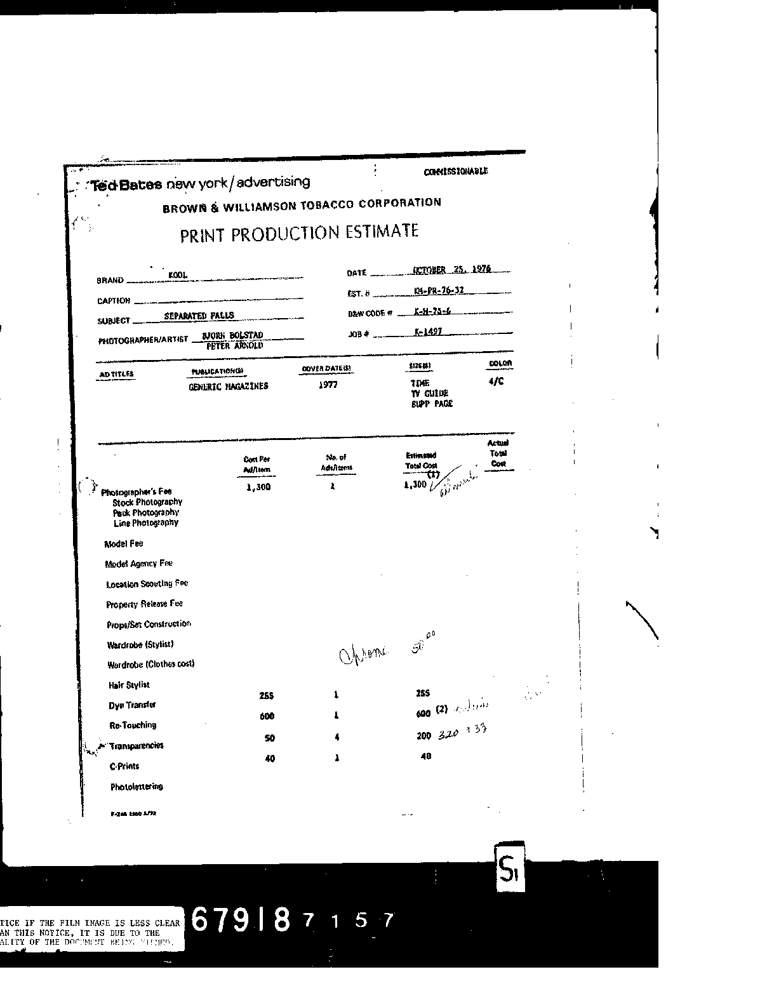 COMMISSIONABLE
Ted Bates new york/advertising
BROWN & WILLIAMSON TOBACCO CORPORATION
PRINT PRODUCTION ESTIMATE
BRAND KOOL DATE OCTOBER 25, 1976
CAPTION EST. # KM-PR-76-32
SUBJECT SEPARATED FALLS B&W CODE # K-H-75-6
PHOTOGRAPHER/ARTIST BJORN BOLSTAD JOB # K-1497
PETER ARNOLD
AD TITLES PUBLICATION(S) COVER DATE(S) SIZE(S) COLOR
GENERIC MAGAZINES 1977 TIME 4/C
TV GUIDE
SUPP PAGE
Cost Per Ad/Item No. of Ads/Items Estimated Total Cost Actual Total Cost
(1)
Photographer's Fee 1,300 1 1,300
Stock Photography
Pack Photography
Line Photography
Model Fee
Model Agency Fee
Location Scouting Fee
Property Release Fee
Props/Set Construction
Wardrobe (Stylist)
Chrome 50 00
Wardrobe (Clothes cost)
Hair Stylist
Dye Transfer 255 1 255
Re-Touching 600 1 600 (2)
Transparencies 50 4 200 320
C-Prints 40 1 40
Photolettering
S1
TICE IF THE FILM IMAGE IS LESS CLEAR
AN THIS NOTICE, IT IS DUE TO THE
ALITY OF THE DOCUMENT BEING FILMED.
67918 7157